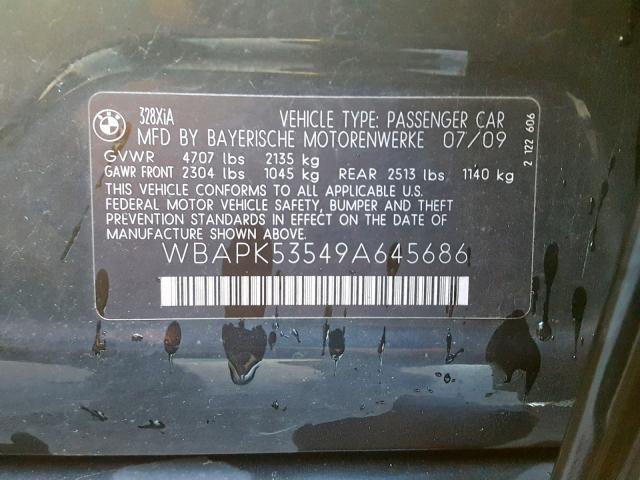 BMW
328XiA
VEHICLE TYPE: PASSENGER CAR
MFD BY BAYERISCHE MOTORENWERKE 07/09
GVWR 4707 lbs 2135 kg
GAWR FRONT 2304 lbs 1045 kg REAR 2513 lbs 1140 kg
THIS VEHICLE CONFORMS TO ALL APPLICABLE U.S.
FEDERAL MOTOR VEHICLE SAFETY, BUMPER, AND THEFT
PREVENTION STANDARDS IN EFFECT ON THE DATE OF
MANUFACTURE SHOWN ABOVE.
WBAPK53549A645686
2 122 606